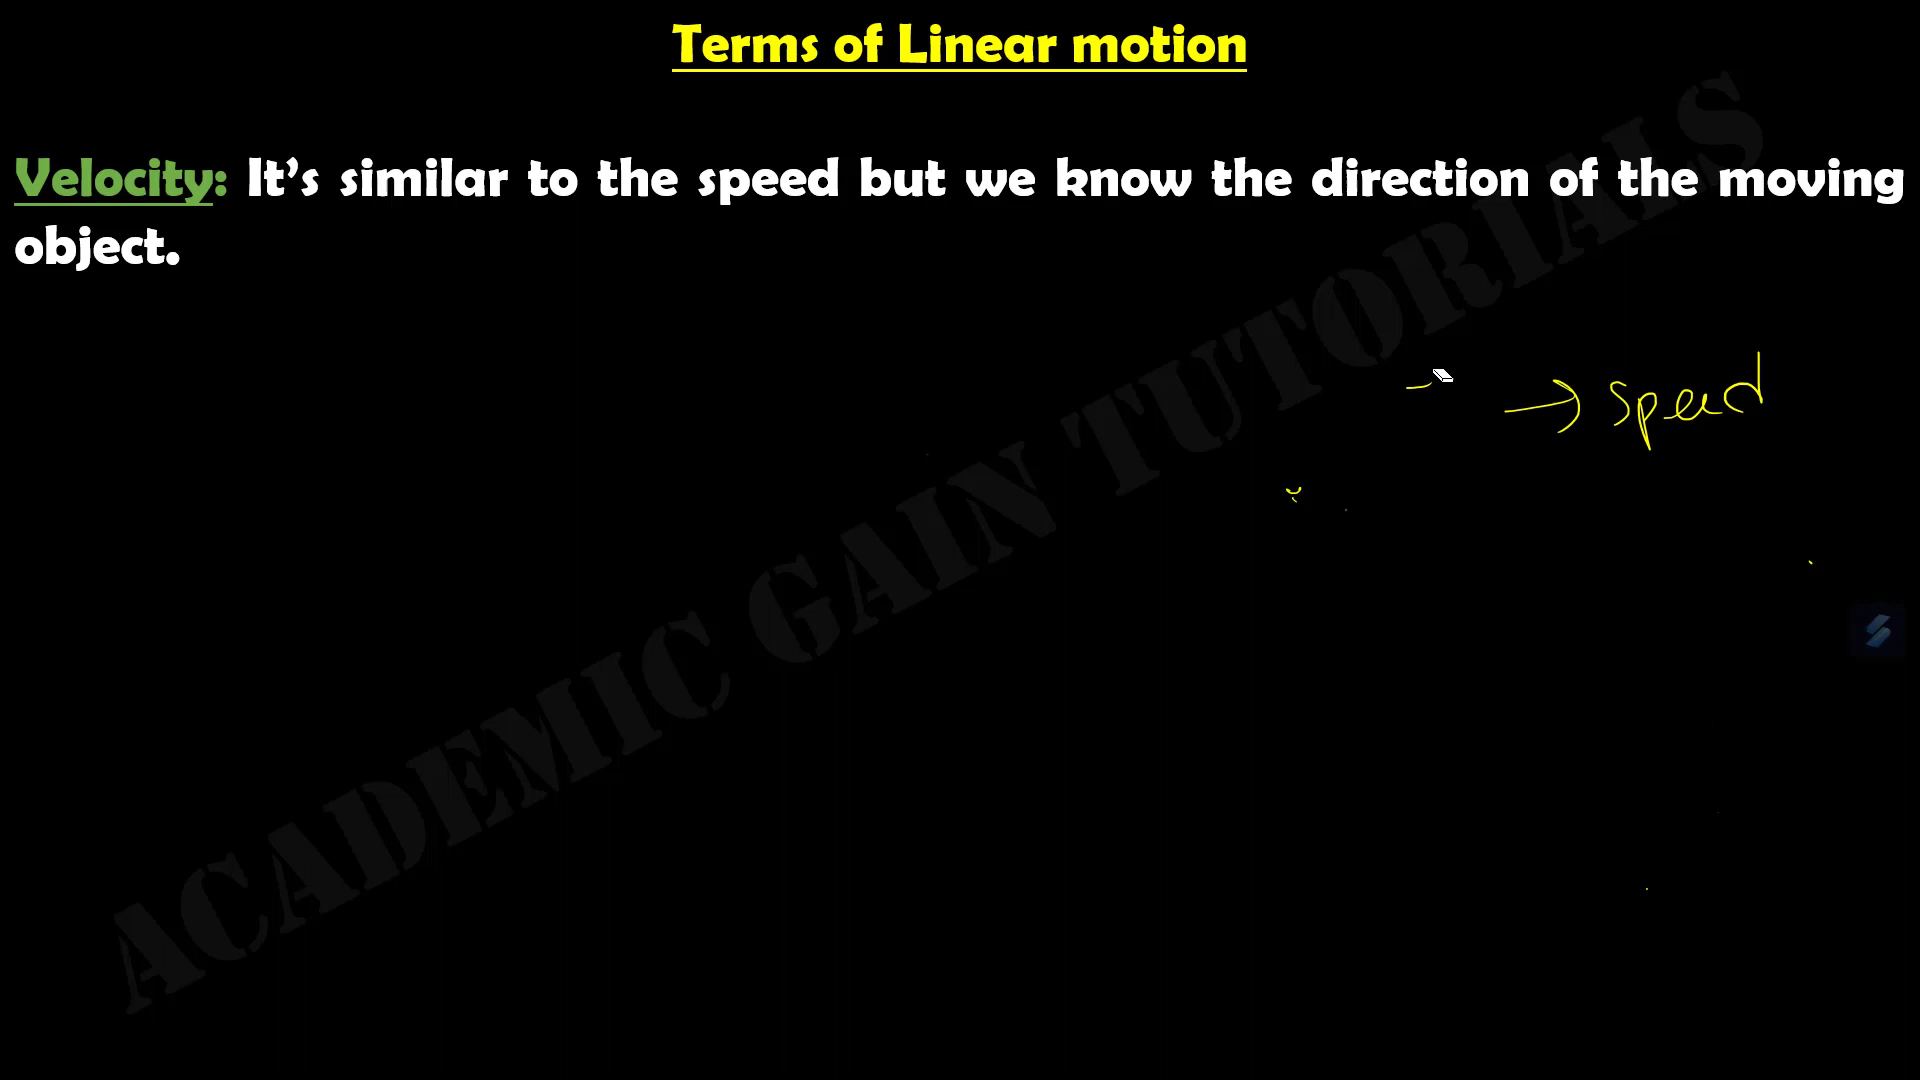 Terms of Linear motion
Velocity: It's similar to the speed but we know the direction of the moving
object.
→ speed
ACADEMIC GAIN TUTORIALS